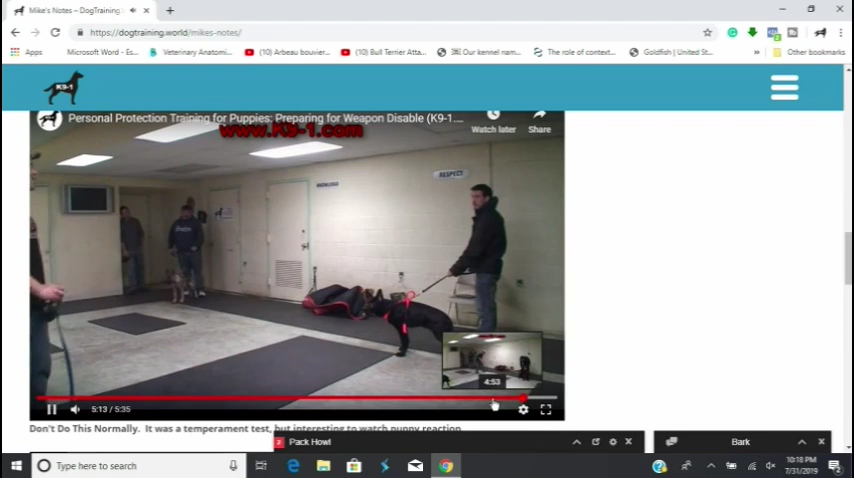 Mike's Notes – DogTraining.
https://dogtraining.world/mikes-notes/
Apps
Microsoft Word - Es...
Veterinary Anatomi...
(10) Arbeau bouvier...
(10) Bull Terrier Atta...
Our kennel nam...
The role of context...
Goldfish | United St...
Other bookmarks
K9-1
Personal Protection Training for Puppies: Preparing for Weapon Disable (K9-1....
Watch later
Share
www.K9-1.com
KNOWLEDGE
RESPECT
4:53
5:13 / 5:35
Don't Do This Normally. It was a temperament test, but interesting to watch puppy reaction
2 Pack Howl
Bark
Type here to search
10:18 PM
7/31/2019
2